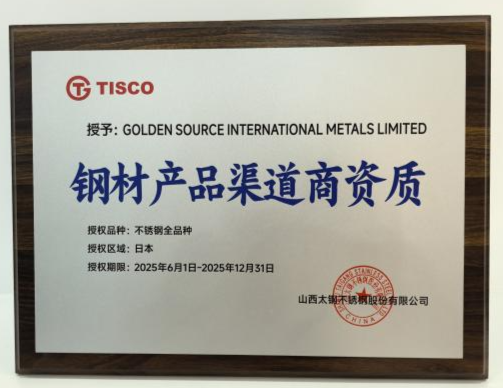 TISCO
授予: GOLDEN SOURCE INTERNATIONAL METALS LIMITED
钢材产品渠道商资质
授权品种: 不锈钢全品种
授权区域: 日本
授权期限: 2025年6月1日-2025年12月31日
山西太钢不锈钢股份有限公司